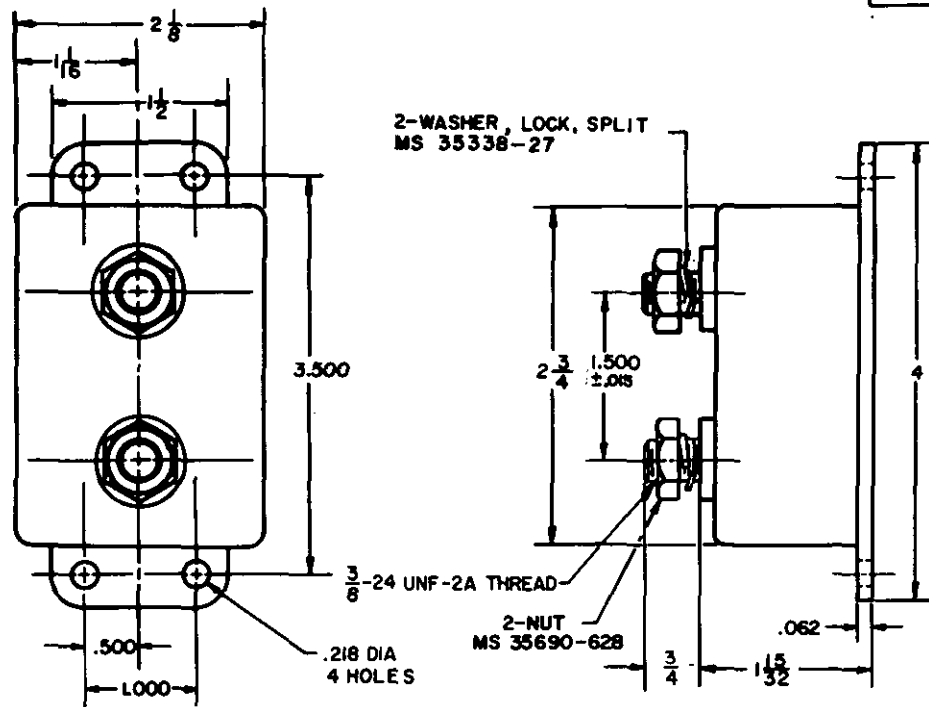 2 1/8
1 1/16
1 1/2
2-WASHER, LOCK, SPLIT
MS 35338-27
3.500
2 3/4
1.500
±.015
4
3/8-24 UNF-2A THREAD
2-NUT
MS 35690-628
.062
.500
.218 DIA
4 HOLES
3/4
1 15/32
1.000